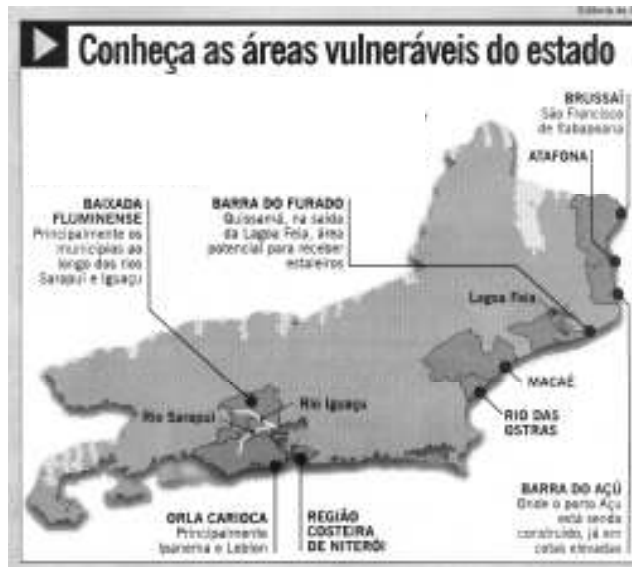 Editoria de
Conheça as áreas vulneráveis do estado
BRUSSAÍ
São Francisco
de Itabapoana
ATAFONA
BAIXADA
FLUMINENSE
Principalmente os
municípios ao
longo dos rios
Sarapuí e Iguaçu
BARRA DO FURADO
Quissamã, na saída
da Lagoa Feia, área
potencial para receber
estaleiros
Lagoa Feia
MACAÉ
Rio Iguaçu
Rio Sarapuí
RIO DAS
OSTRAS
ORLA CARIOCA
Principalmente
Ipanema e Leblon
REGIÃO
COSTEIRA
DE NITERÓI
BARRA DO AÇÚ
Onde o porto Açu
está sendo
construído, já em
cotas elevadas